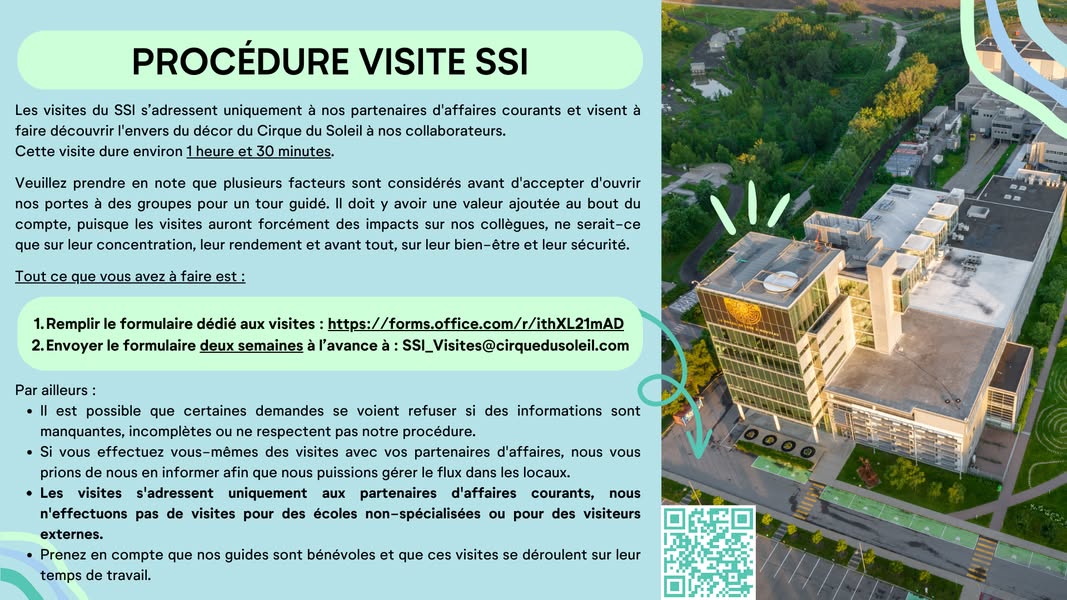 PROCÉDURE VISITE SSI
Les visites du SSI s'adressent uniquement à nos partenaires d'affaires courants et visent à
faire découvrir l'envers du décor du Cirque du Soleil à nos collaborateurs.
Cette visite dure environ 1 heure et 30 minutes.
Veuillez prendre en note que plusieurs facteurs sont considérés avant d'accepter d'ouvrir
nos portes à des groupes pour un tour guidé. Il doit y avoir une valeur ajoutée au bout du
compte, puisque les visites auront forcément des impacts sur nos collègues, ne serait-ce
que sur leur concentration, leur rendement et avant tout, sur leur bien-être et leur sécurité.
Tout ce que vous avez à faire est :
1. Remplir le formulaire dédié aux visites : https://forms.office.com/r/ithXL21mAD
2. Envoyer le formulaire deux semaines à l'avance à : SSI_Visites@cirquedusoleil.com
Par ailleurs :
• Il est possible que certaines demandes se voient refuser si des informations sont
manquantes, incomplètes ou ne respectent pas notre procédure.
• Si vous effectuez vous-mêmes des visites avec vos partenaires d'affaires, nous vous
prions de nous en informer afin que nous puissions gérer le flux dans les locaux.
• Les visites s'adressent uniquement aux partenaires d'affaires courants, nous
n'effectuons pas de visites pour des écoles non-spécialisées ou pour des visiteurs
externes.
• Prenez en compte que nos guides sont bénévoles et que ces visites se déroulent sur leur
temps de travail.